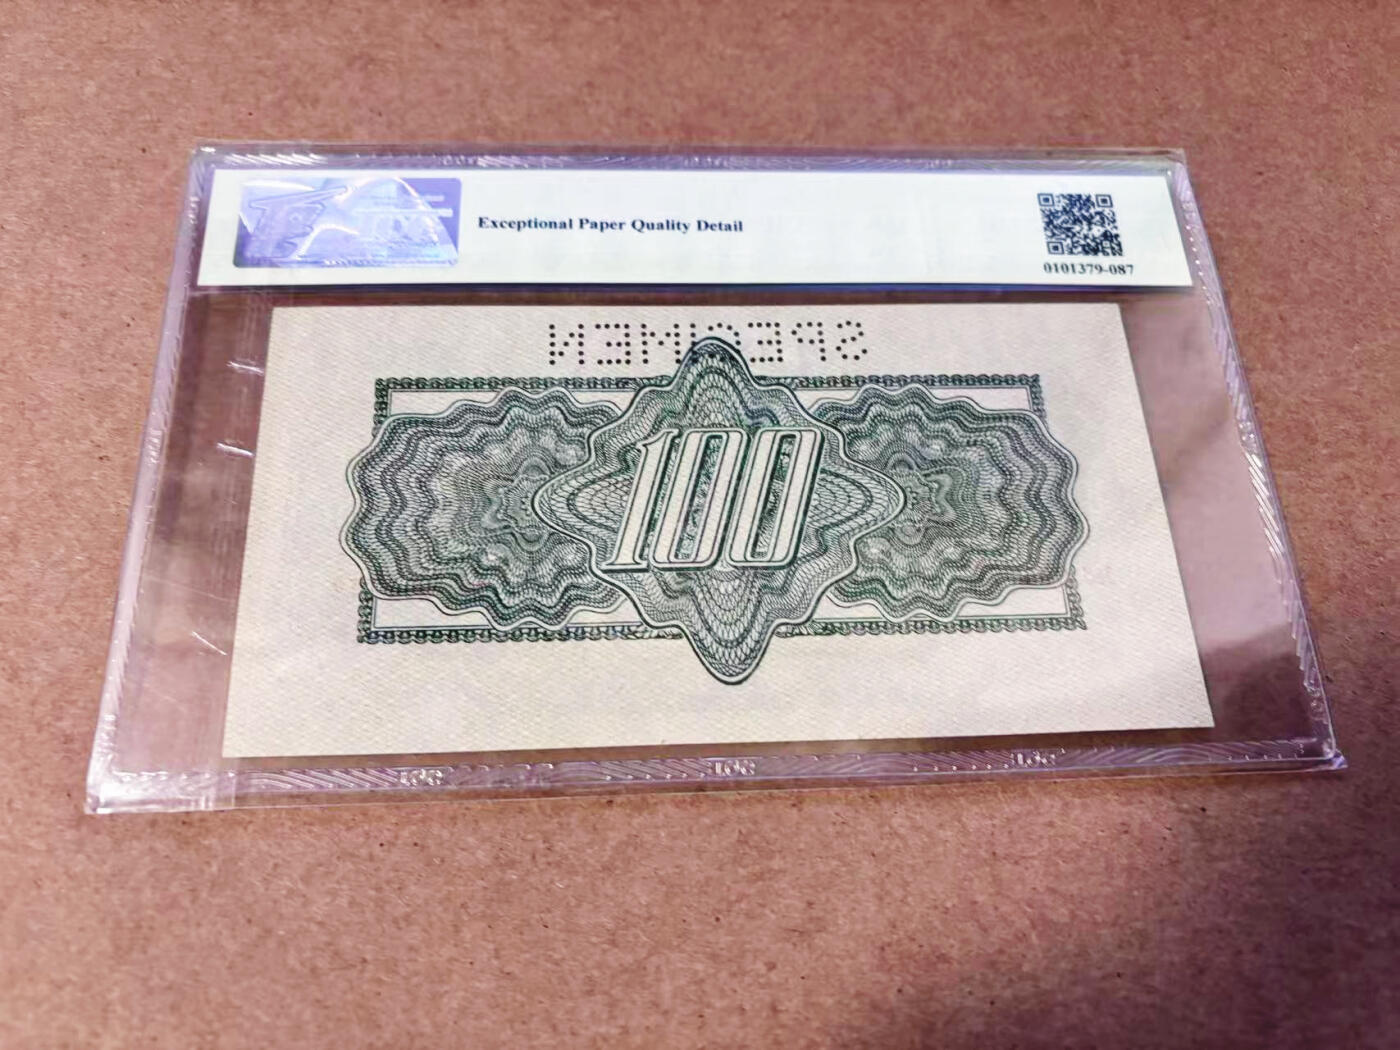 Exceptional Paper Quality Detail
0101379-087
SPECIMEN
100